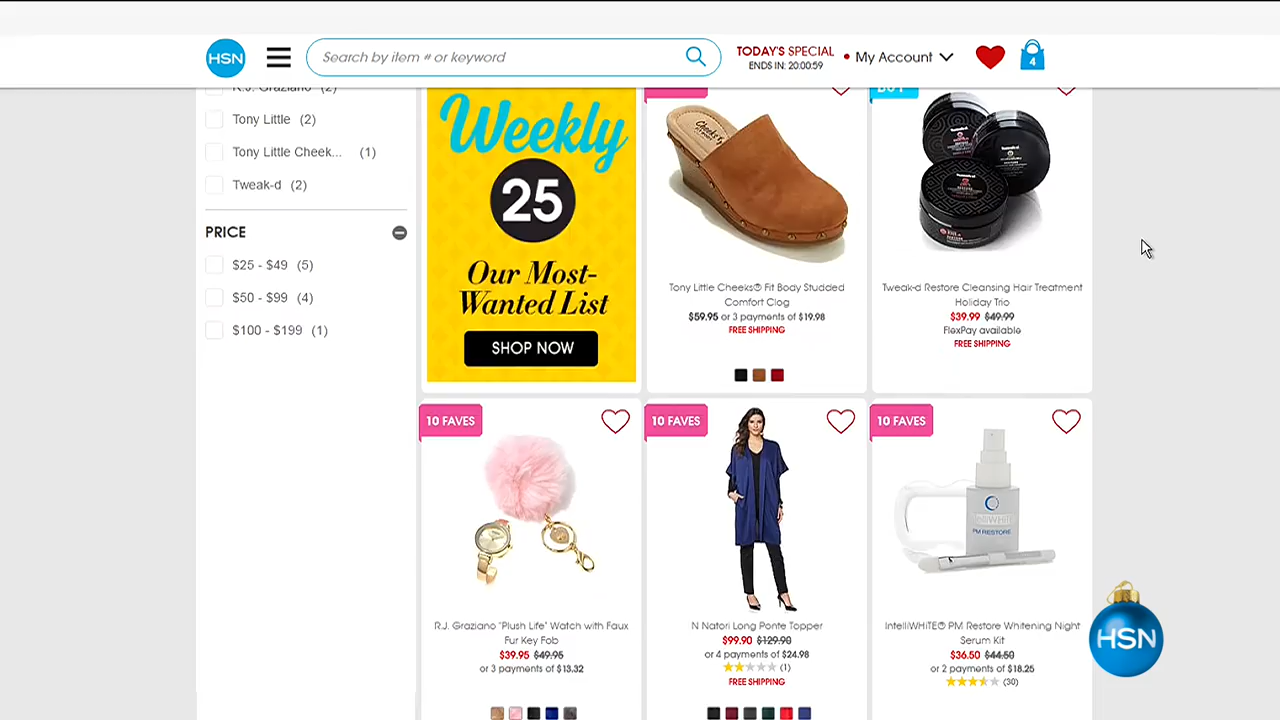 HSN
Search by item # or keyword
TODAY'S SPECIAL
ENDS IN: 20:00:59
My Account
4
R.J. Graziano (2)
Tony Little (2)
Tony Little Cheek... (1)
Tweak-d (2)
PRICE
$25 - $49 (5)
$50 - $99 (4)
$100 - $199 (1)
Weekly
25
Our Most-
Wanted List
SHOP NOW
Tony Little Cheeks® Fit Body Studded
Comfort Clog
$59.95 or 3 payments of $19.98
FREE SHIPPING
BUY
Tweak-d Restore Cleansing Hair Treatment
Holiday Trio
$39.99 $49.99
FlexPay available
FREE SHIPPING
10 FAVES
R.J. Graziano "Plush Life" Watch with Faux
Fur Key Fob
$39.95 $49.95
or 3 payments of $13.32
10 FAVES
N Natori Long Ponte Topper
$99.90 $129.90
or 4 payments of $24.98
(1)
FREE SHIPPING
10 FAVES
PM RESTORE
IntelliWHiTE® PM Restore Whitening Night
Serum Kit
$36.50 $44.50
or 2 payments of $18.25
(30)
HSN